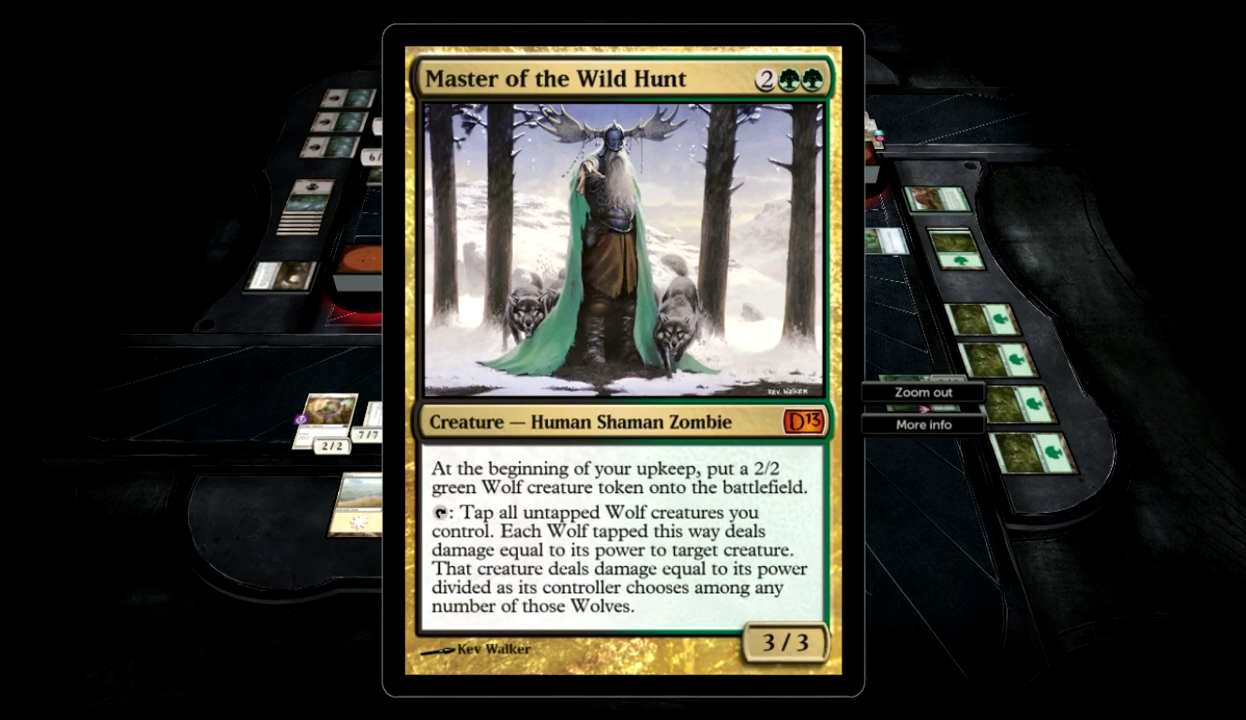 Master of the Wild Hunt
2
KEV WALKER
Creature — Human Shaman Zombie
D13
At the beginning of your upkeep, put a 2/2
green Wolf creature token onto the battlefield.
: Tap all untapped Wolf creatures you
control. Each Wolf tapped this way deals
damage equal to its power to target creature.
That creature deals damage equal to its power
divided as its controller chooses among any
number of those Wolves.
3 / 3
Kev Walker
Zoom out
More info
6/
7/7
2/2